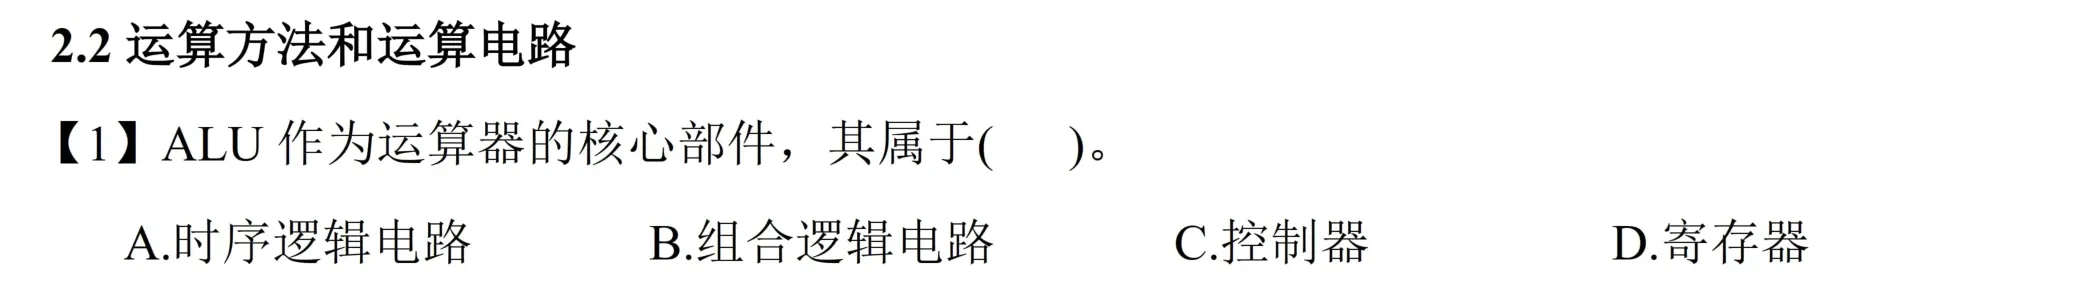 2.2 运算方法和运算电路
【1】ALU 作为运算器的核心部件，其属于(      )。
A.时序逻辑电路 B.组合逻辑电路 C.控制器 D.寄存器